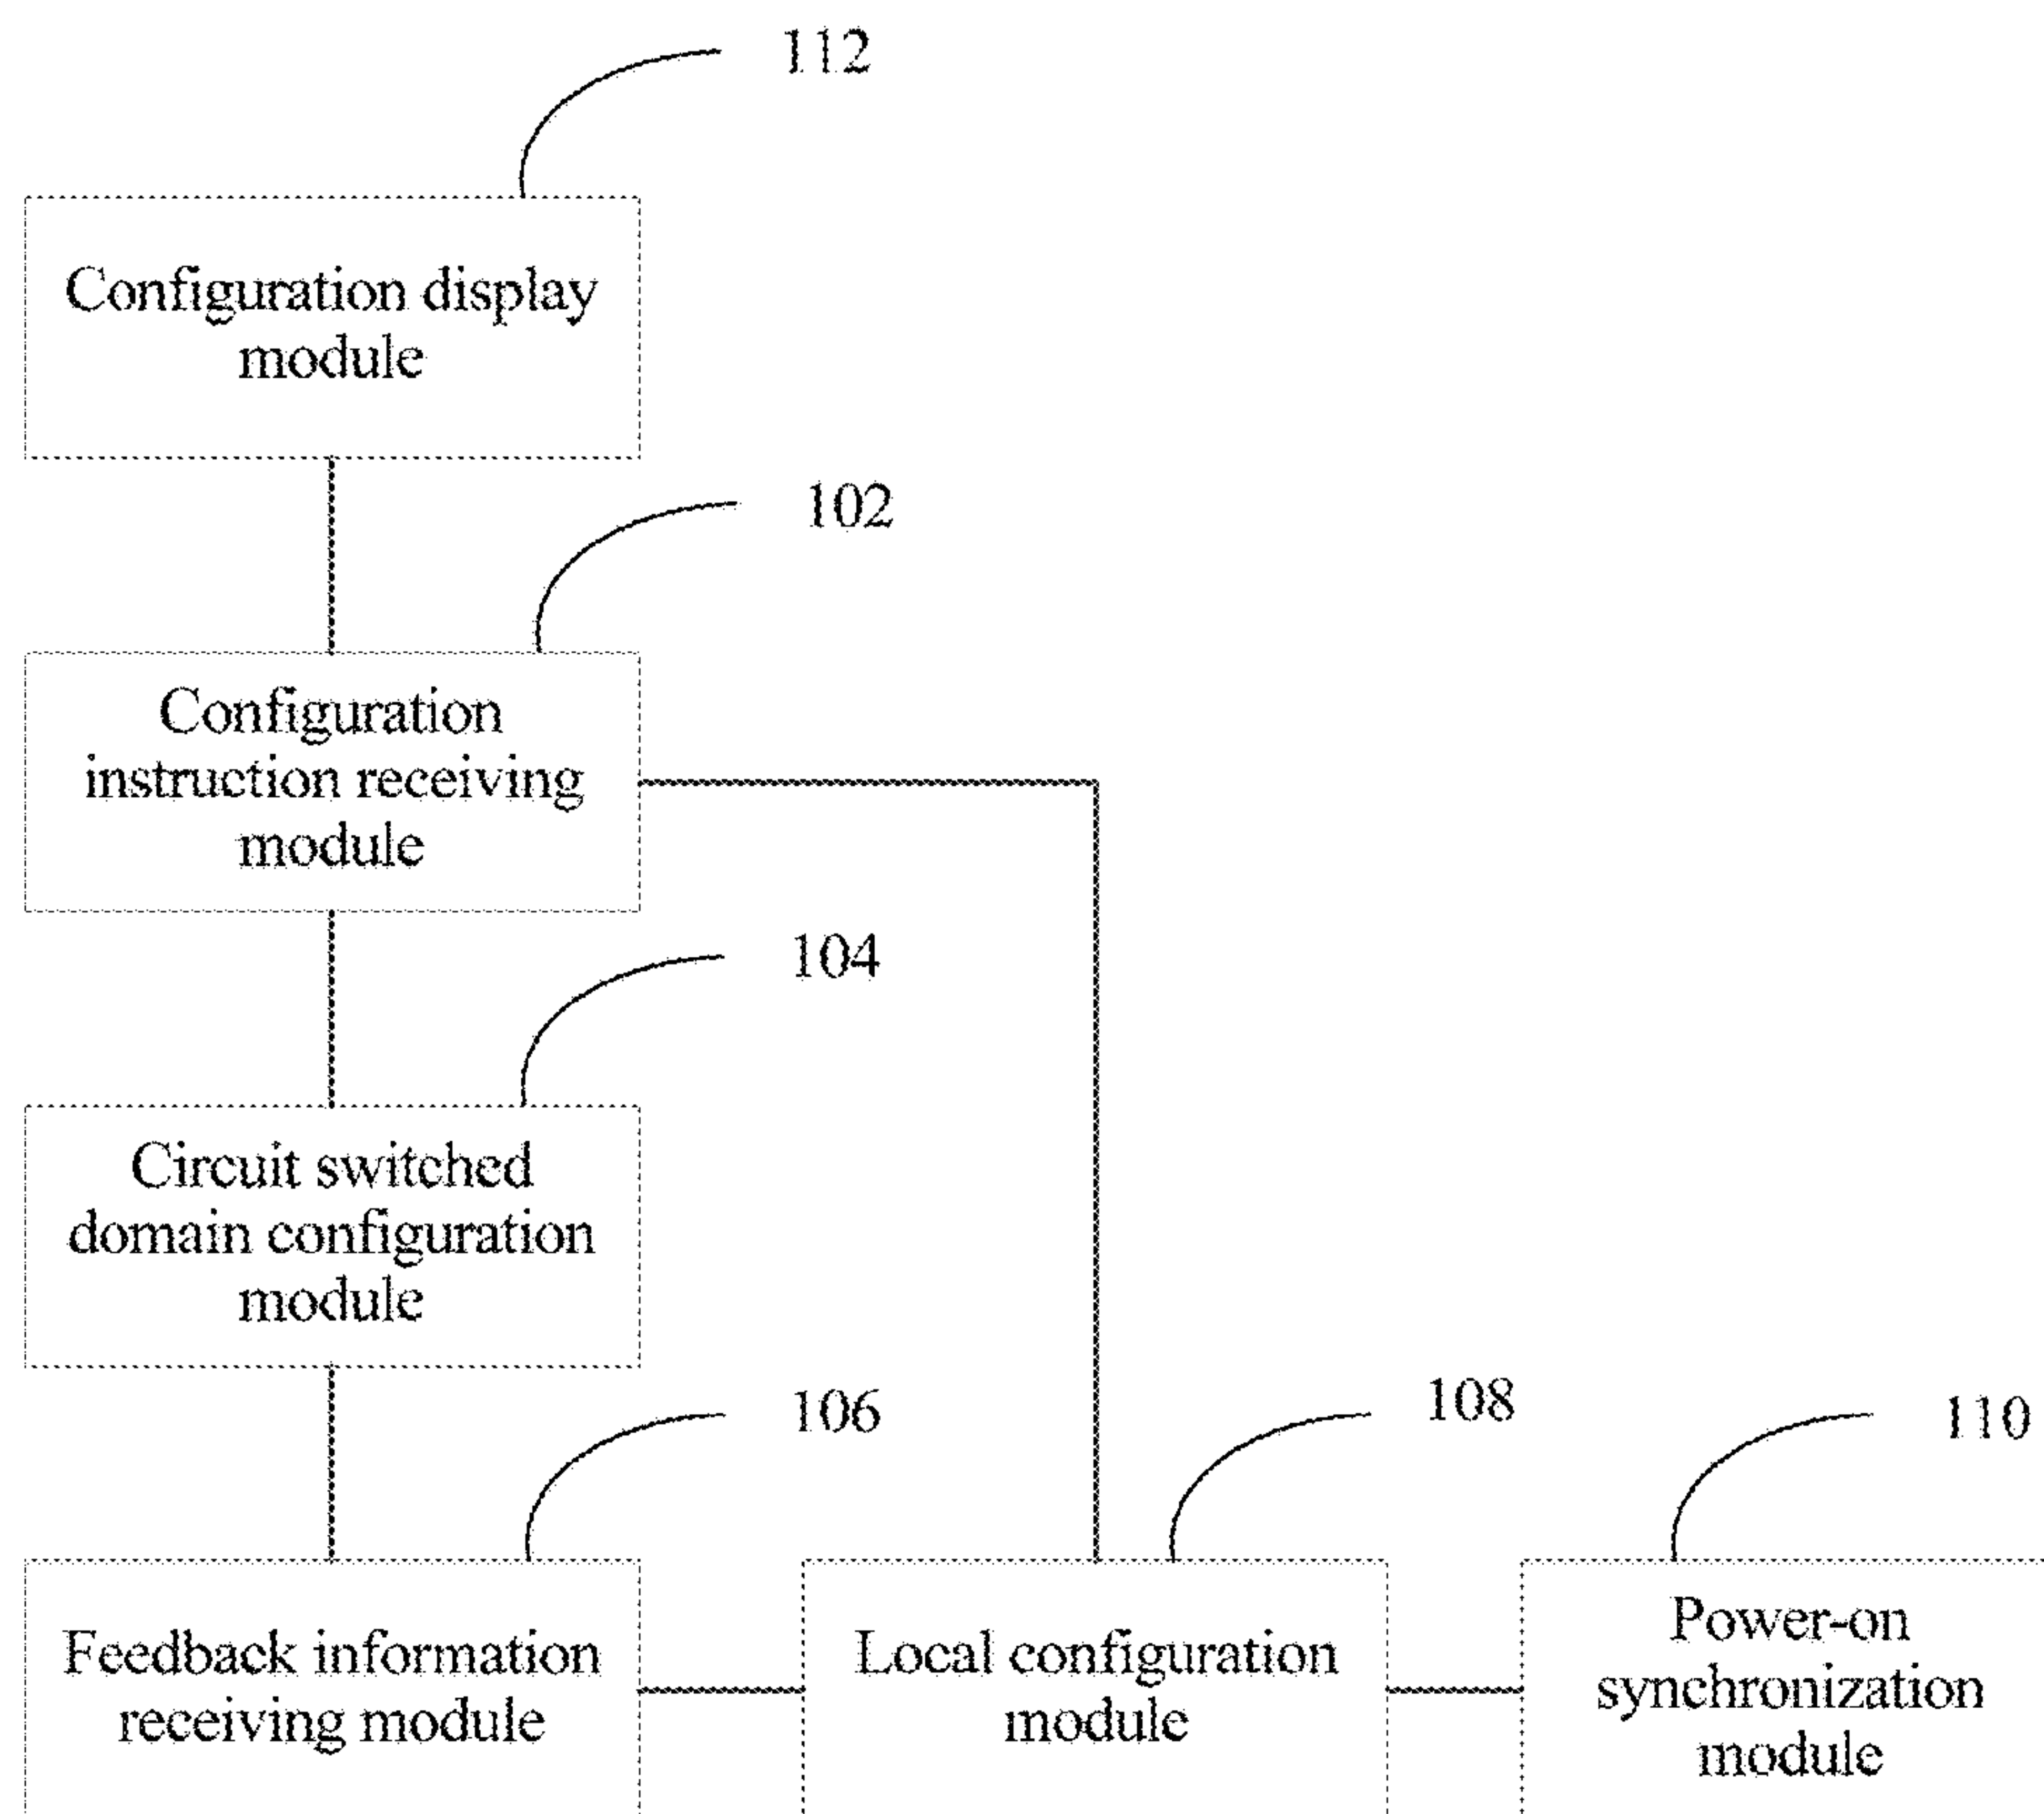 112
Configuration display
module
102
Configuration
instruction receiving
module
104
Circuit switched
domain configuration
module
106
108
110
Feedback information
receiving module
Local configuration
module
Power-on
synchronization
module